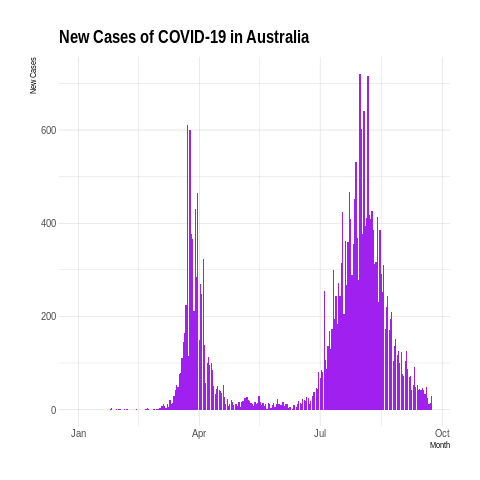 New Cases of COVID-19 in Australia
New Cases
600
400
200
0
Jan Apr Jul Oct
Month